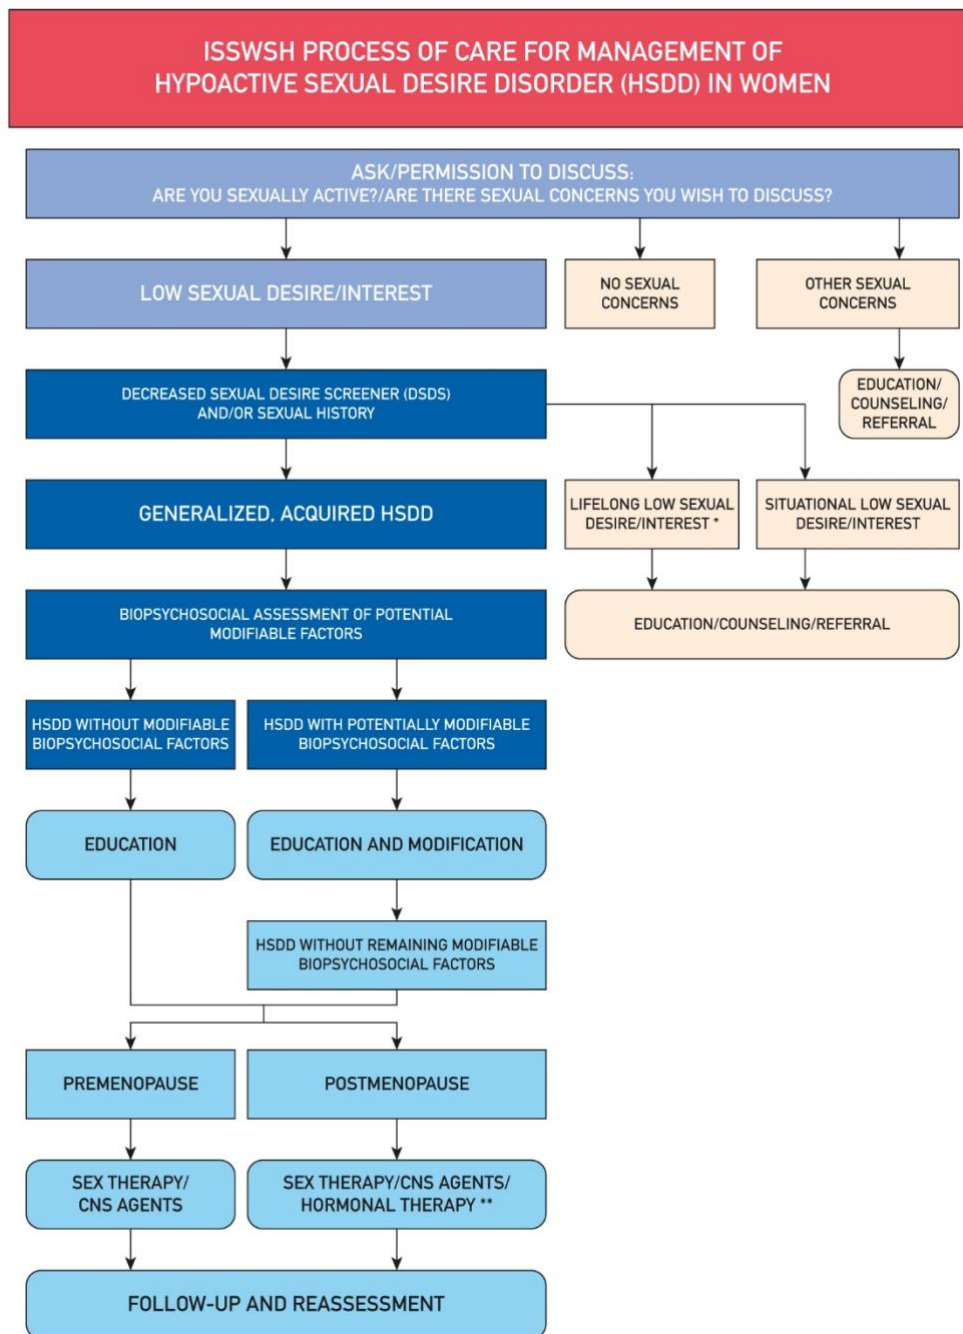 ISSWSH PROCESS OF CARE FOR MANAGEMENT OF
HYPOACTIVE SEXUAL DESIRE DISORDER (HSDD) IN WOMEN
ASK/PERMISSION TO DISCUSS:
ARE YOU SEXUALLY ACTIVE?/ARE THERE SEXUAL CONCERNS YOU WISH TO DISCUSS?
LOW SEXUAL DESIRE/INTEREST
NO SEXUAL
CONCERNS
OTHER SEXUAL
CONCERNS
DECREASED SEXUAL DESIRE SCREENER (DSDS)
AND/OR SEXUAL HISTORY
EDUCATION/
COUNSELING/
REFERRAL
GENERALIZED, ACQUIRED HSDD
LIFELONG LOW SEXUAL
DESIRE/INTEREST *
SITUATIONAL LOW SEXUAL
DESIRE/INTEREST
BIOPSYCHOSOCIAL ASSESSMENT OF POTENTIAL
MODIFIABLE FACTORS
EDUCATION/COUNSELING/REFERRAL
HSDD WITHOUT MODIFIABLE
BIOPSYCHOSOCIAL FACTORS
HSDD WITH POTENTIALLY MODIFIABLE
BIOPSYCHOSOCIAL FACTORS
EDUCATION
EDUCATION AND MODIFICATION
HSDD WITHOUT REMAINING MODIFIABLE
BIOPSYCHOSOCIAL FACTORS
PREMENOPAUSE
POSTMENOPAUSE
SEX THERAPY/
CNS AGENTS
SEX THERAPY/CNS AGENTS/
HORMONAL THERAPY **
FOLLOW-UP AND REASSESSMENT